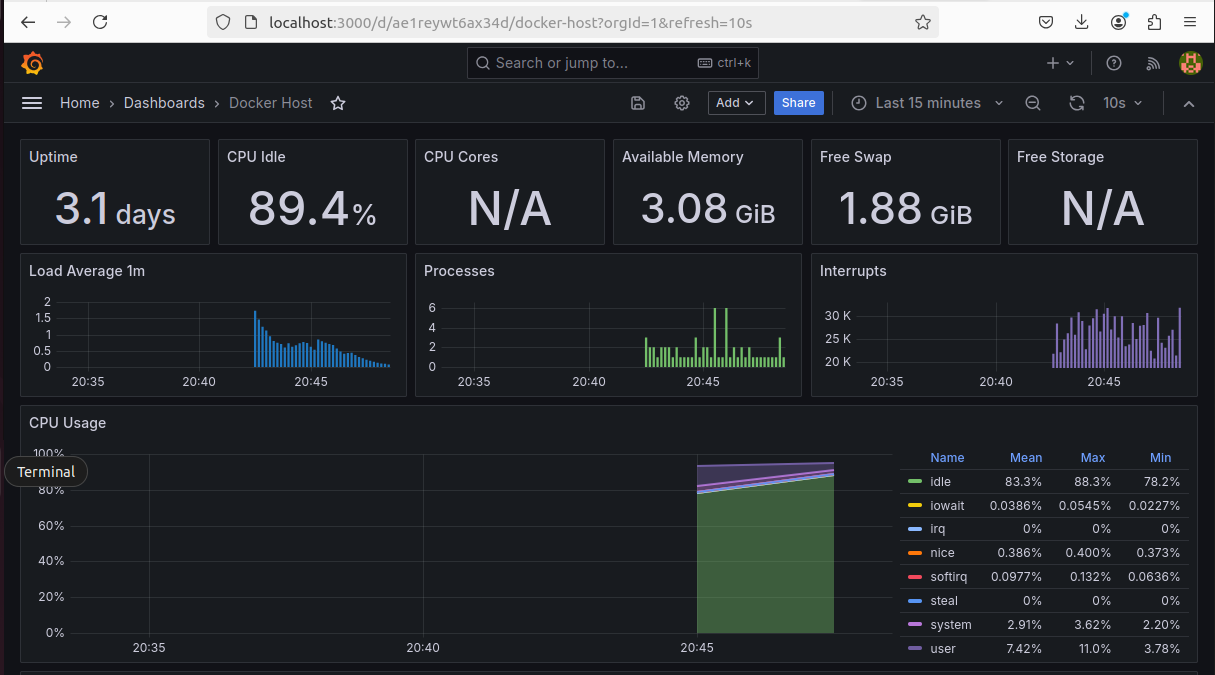 localhost:3000/d/ae1reywt6ax34d/docker-host?orgId=1&refresh=10s
Search or jump to... ctrl+k
Home › Dashboards › Docker Host Add Share Last 15 minutes 10s
Uptime CPU Idle CPU Cores Available Memory Free Swap Free Storage
3.1 days 89.4% N/A 3.08 GiB 1.88 GiB N/A
Load Average 1m
2
1.5
1
0.5
0
20:35 20:40 20:45
Processes
6
4
2
0
20:35 20:40 20:45
Interrupts
30 K
25 K
20 K
20:35 20:40 20:45
CPU Usage
100%
Terminal
80%
60%
40%
20%
0%
20:35 20:40 20:45
Name Mean Max Min
idle 83.3% 88.3% 78.2%
iowait 0.0386% 0.0545% 0.0227%
irq 0% 0% 0%
nice 0.386% 0.400% 0.373%
softirq 0.0977% 0.132% 0.0636%
steal 0% 0% 0%
system 2.91% 3.62% 2.20%
user 7.42% 11.0% 3.78%